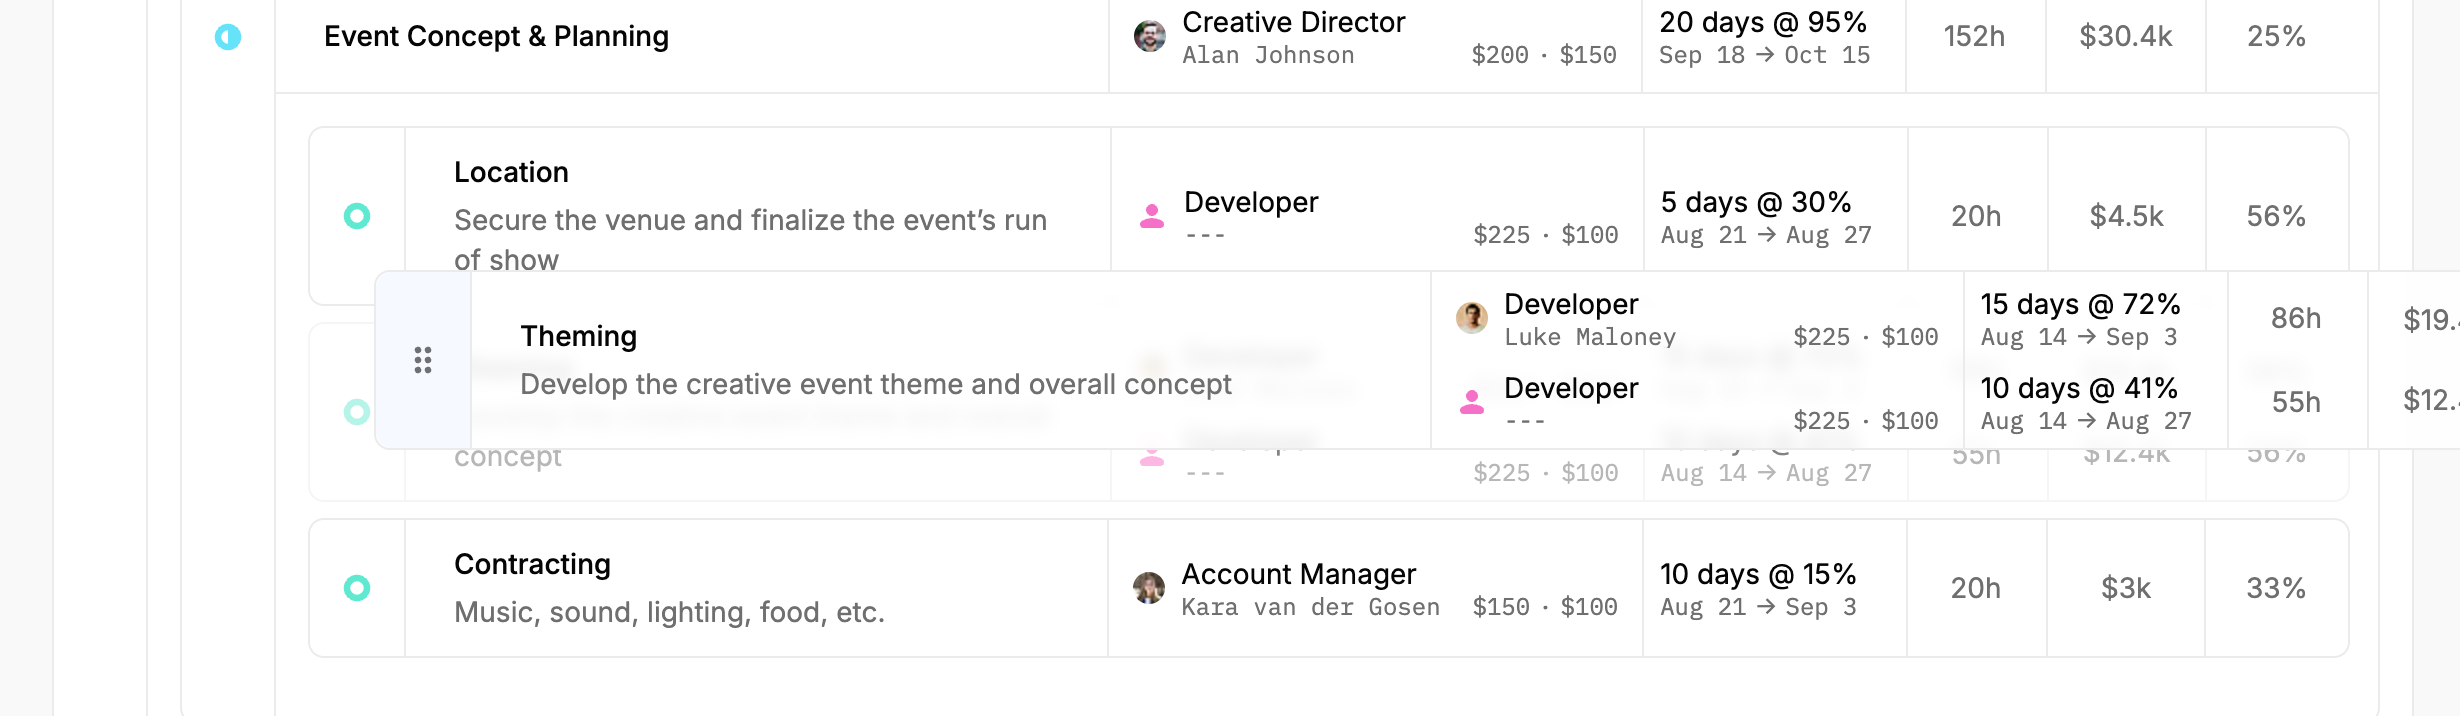 Event Concept & Planning
Creative Director
Alan Johnson $200 · $150
20 days @ 95%
Sep 18 → Oct 15
152h
$30.4k
25%
Location
Secure the venue and finalize the event’s run
of show
Developer
--- $225 · $100
5 days @ 30%
Aug 21 → Aug 27
20h
$4.5k
56%
Theming
Develop the creative event theme and overall concept
Developer
Luke Maloney $225 · $100
15 days @ 72%
Aug 14 → Sep 3
86h
$19.
Developer
--- $225 · $100
10 days @ 41%
Aug 14 → Aug 27
55h
$12.
concept
--- $225 · $100
Aug 14 → Aug 27
55h
$12.4k
56%
Contracting
Music, sound, lighting, food, etc.
Account Manager
Kara van der Gosen $150 · $100
10 days @ 15%
Aug 21 → Sep 3
20h
$3k
33%